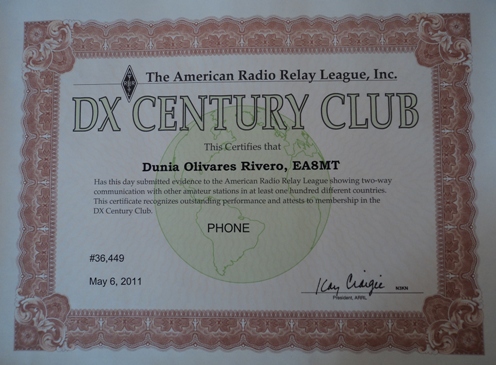 The American Radio Relay League, Inc.
DX CENTURY CLUB
This Certifies that
Dunia Olivares Rivero, EA8MT
Has this day submitted evidence to the American Radio Relay League showing two-way
communication with other amateur stations in at least one hundred different countries.
This certificate recognizes outstanding performance and attests to membership in the
DX Century Club.
PHONE
#36,449
May 6, 2011
Kay Craigie N3KN
President, ARRL